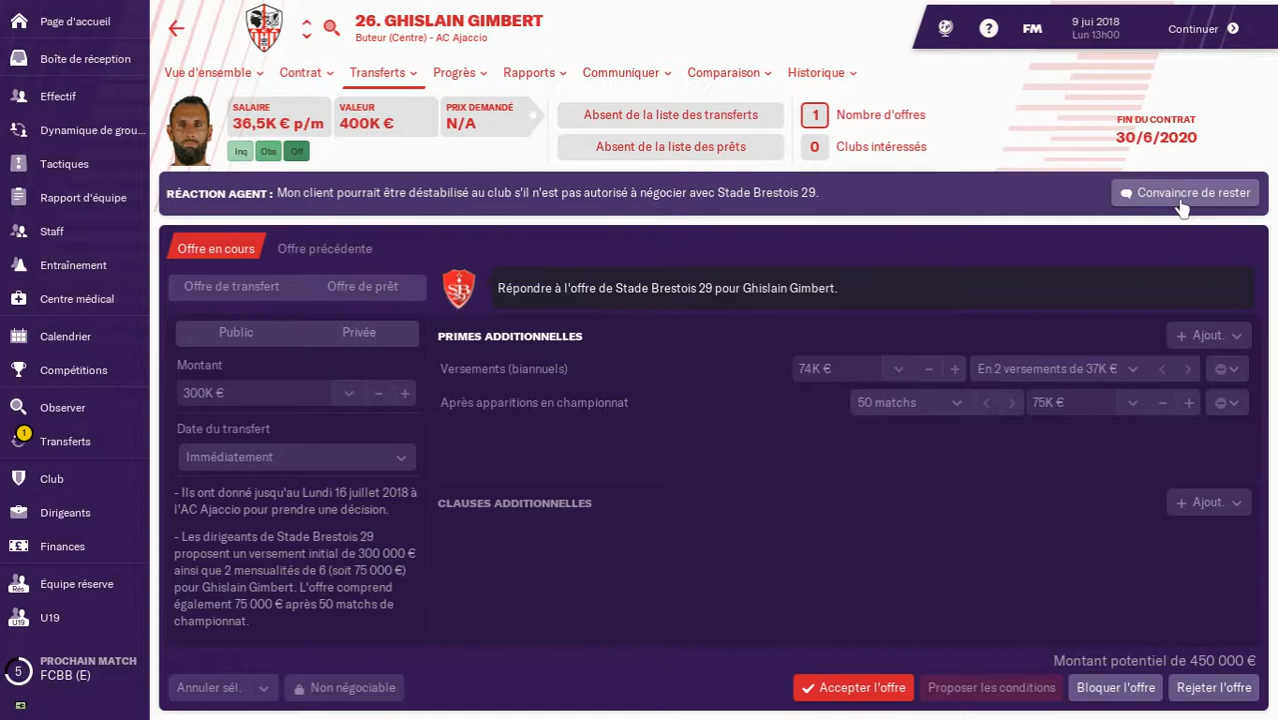 Page d'accueil
Boîte de réception
Effectif
Dynamique de grou...
Tactiques
Rapport d'équipe
Staff
Entraînement
Centre médical
Calendrier
Compétitions
Observer
1
Transferts
Club
Dirigeants
Finances
Rés
Équipe réserve
U19
U19
5
PROCHAIN MATCH
FCBB (E)
26. GHISLAIN GIMBERT
Buteur (Centre) - AC Ajaccio
? FM
9 jui 2018
Lun 13h00
Continuer
Vue d'ensemble
Contrat
Transferts
Progrès
Rapports
Communiquer
Comparaison
Historique
SALAIRE
36,5K € p/m
VALEUR
400K €
PRIX DEMANDÉ
N/A
Inq
Obs
Off
Absent de la liste des transferts
Absent de la liste des prêts
1 Nombre d'offres
0 Clubs intéressés
FIN DU CONTRAT
30/6/2020
RÉACTION AGENT : Mon client pourrait être déstabilisé au club s'il n'est pas autorisé à négocier avec Stade Brestois 29.
Convaincre de rester
Offre en cours
Offre précédente
Offre de transfert
Offre de prêt
SB
Répondre à l'offre de Stade Brestois 29 pour Ghislain Gimbert.
Public
Privée
Montant
300K €
Date du transfert
Immédiatement
- Ils ont donné jusqu'au Lundi 16 juillet 2018 à
l'AC Ajaccio pour prendre une décision.
- Les dirigeants de Stade Brestois 29
proposent un versement initial de 300 000 €
ainsi que 2 mensualités de 6 (soit 75 000 €)
pour Ghislain Gimbert. L'offre comprend
également 75 000 € après 50 matchs de
championnat.
PRIMES ADDITIONNELLES
Ajout.
Versements (biannuels)
74K €
En 2 versements de 37K €
Après apparitions en championnat
50 matchs
75K €
CLAUSES ADDITIONNELLES
Ajout.
Montant potentiel de 450 000 €
Annuler sél.
Non négociable
Accepter l'offre
Proposer les conditions
Bloquer l'offre
Rejeter l'offre